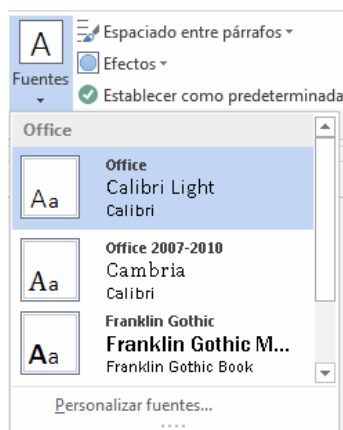 A
Fuentes
Espaciado entre párrafos
Efectos
Establecer como predeterminada
Office
Aa
Office
Calibri Light
Calibri
Aa
Office 2007-2010
Cambria
Calibri
Aa
Franklin Gothic
Franklin Gothic M...
Franklin Gothic Book
Personalizar fuentes...